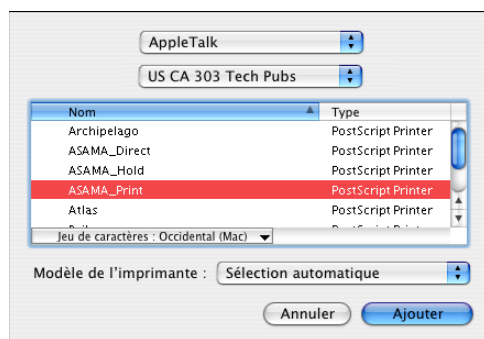 AppleTalk
US CA 303 Tech Pubs
Nom Type
Archipelago PostScript Printer
ASAMA_Direct PostScript Printer
ASAMA_Hold PostScript Printer
ASAMA_Print PostScript Printer
Atlas PostScript Printer
Jeu de caractères : Occidental (Mac)
Modèle de l'imprimante : Sélection automatique
Annuler Ajouter